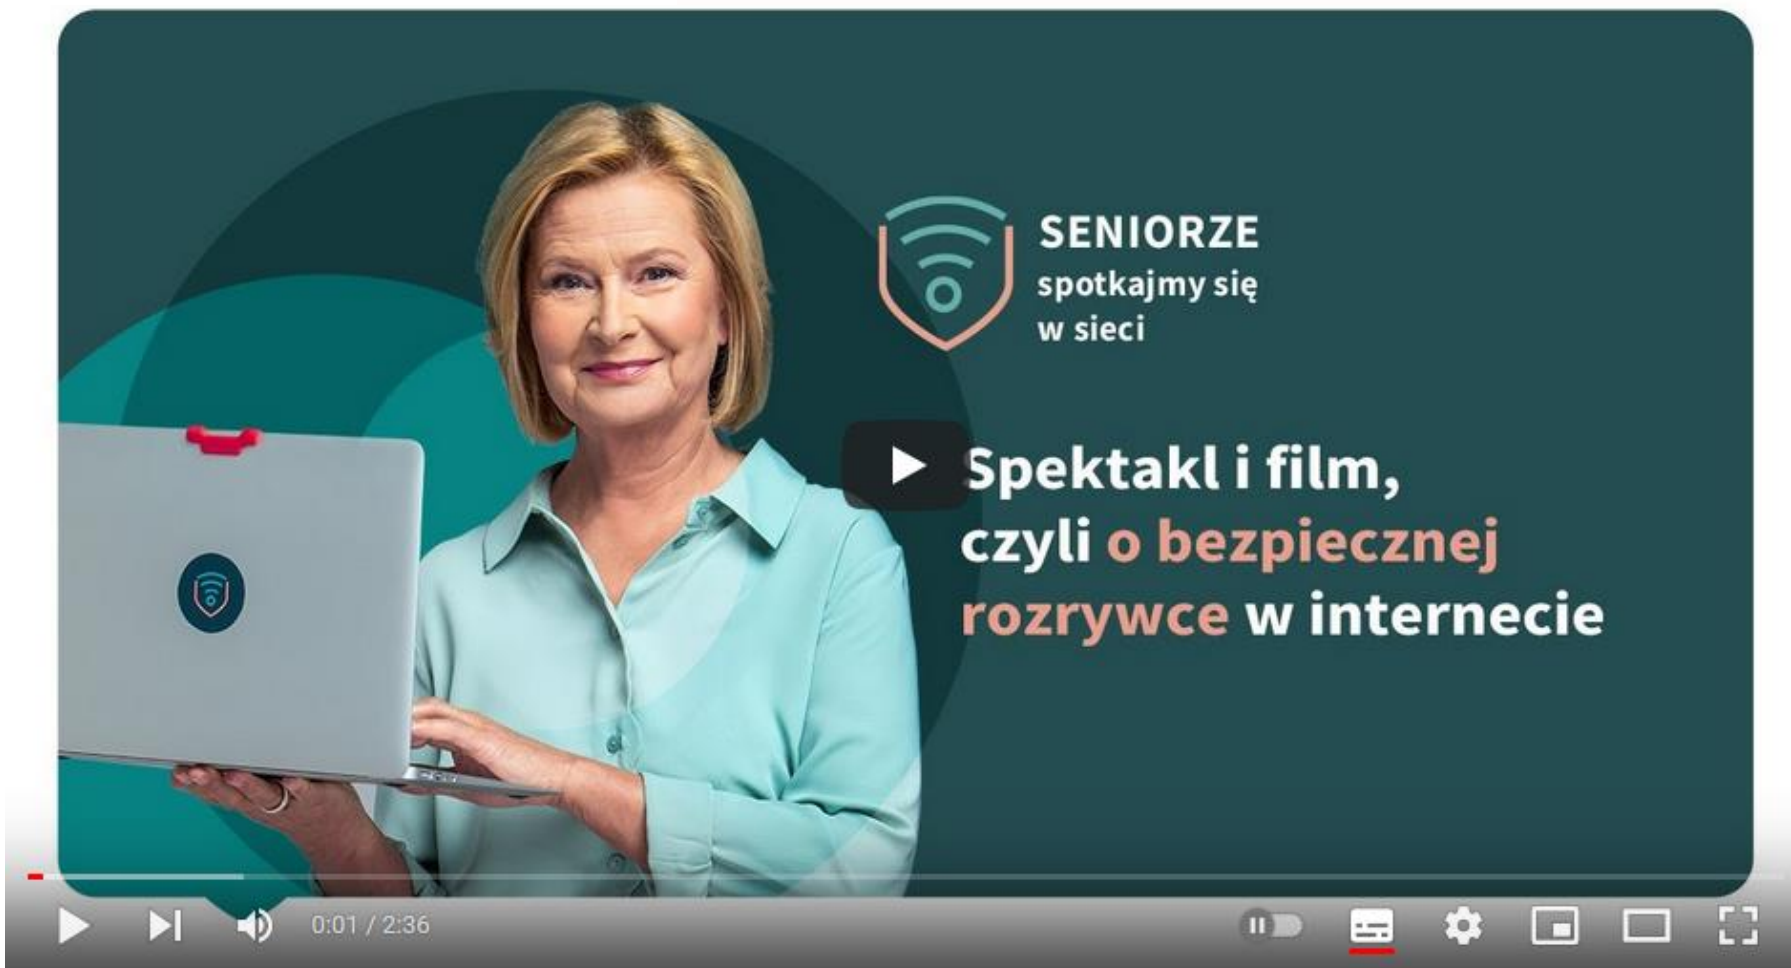 SENIORZE
spotkajmy się
w sieci
Spektakl i film,
czyli o bezpiecznej
rozrywce w internecie
0:01 / 2:36